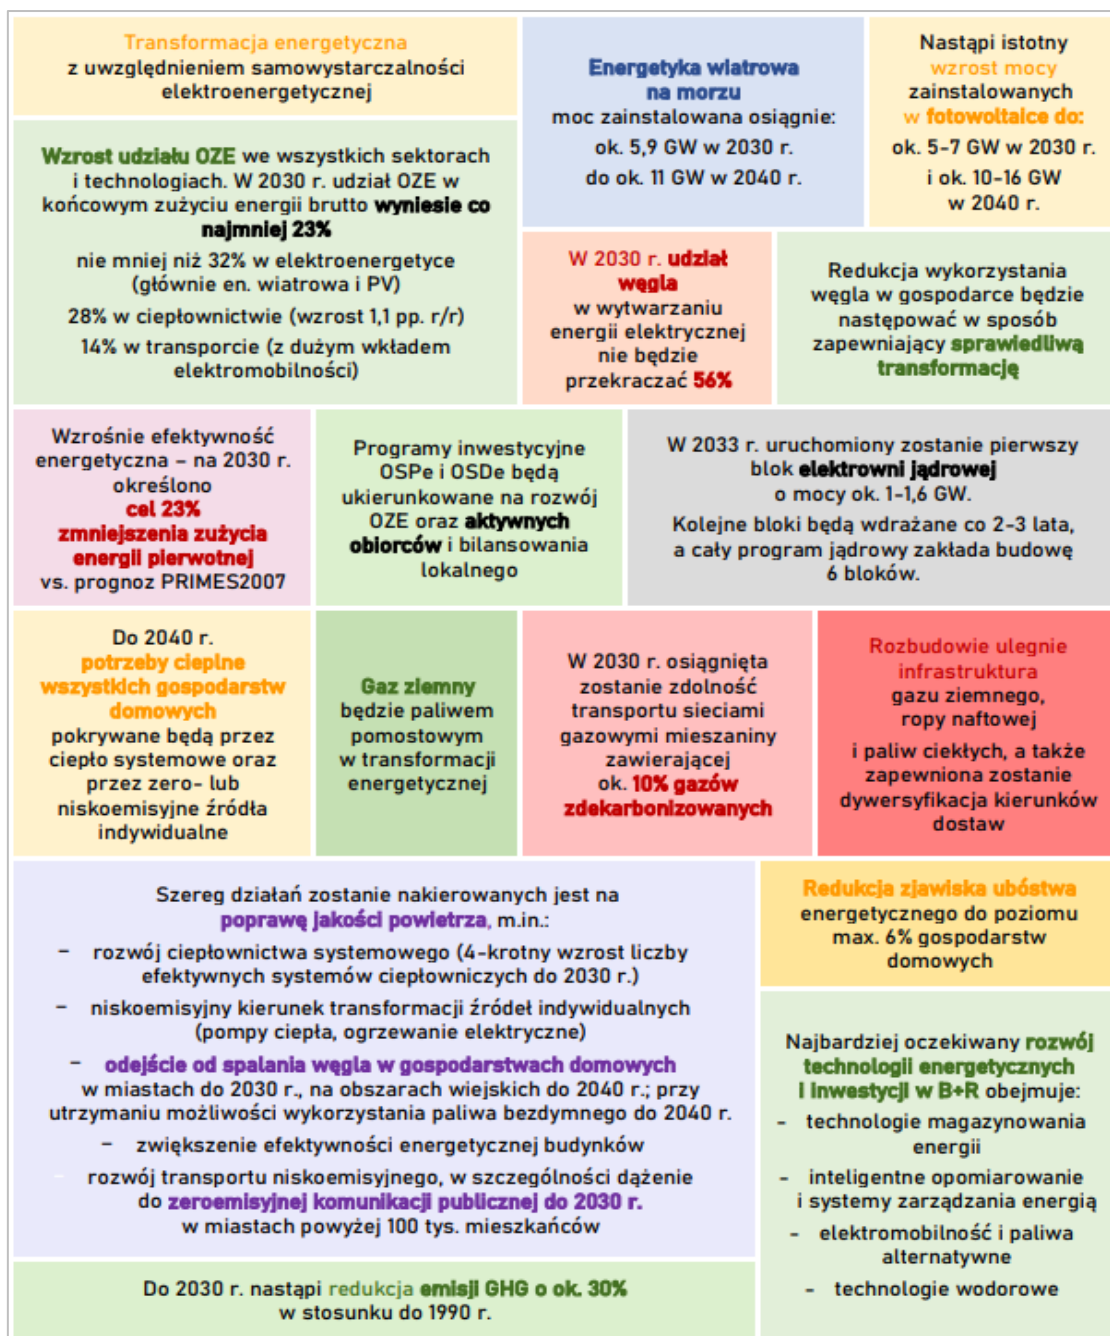 Transformacja energetyczna
z uwzględnieniem samowystarczalności
elektroenergetycznej
Energetyka wiatrowa
na morzu
moc zainstalowana osiągnie:
ok. 5,9 GW w 2030 r.
do ok. 11 GW w 2040 r.
Nastąpi istotny
wzrost mocy
zainstalowanych
w fotowoltaice do:
ok. 5-7 GW w 2030 r.
i ok. 10-16 GW
w 2040 r.
Wzrost udziału OZE we wszystkich sektorach
i technologiach. W 2030 r. udział OZE w
końcowym zużyciu energii brutto wyniesie co
najmniej 23%
nie mniej niż 32% w elektroenergetyce
(głównie en. wiatrowa i PV)
28% w ciepłownictwie (wzrost 1,1 pp. r/r)
14% w transporcie (z dużym wkładem
elektromobilności)
W 2030 r. udział
węgla
w wytwarzaniu
energii elektrycznej
nie będzie
przekraczać 56%
Redukcja wykorzystania
węgla w gospodarce będzie
następować w sposób
zapewniający sprawiedliwą
transformację
Wzrośnie efektywność
energetyczna – na 2030 r.
określono
cel 23%
zmniejszenia zużycia
energii pierwotnej
vs. prognoz PRIMES2007
Programy inwestycyjne
OSPe i OSDe będą
ukierunkowane na rozwój
OZE oraz aktywnych
obiorców i bilansowania
lokalnego
W 2033 r. uruchomiony zostanie pierwszy
blok elektrowni jądrowej
o mocy ok. 1-1,6 GW.
Kolejne bloki będą wdrażane co 2-3 lata,
a cały program jądrowy zakłada budowę
6 bloków.
Do 2040 r.
potrzeby cieplne
wszystkich gospodarstw
domowych
pokrywane będą przez
ciepło systemowe oraz
przez zero- lub
niskoemisyjne źródła
indywidualne
Gaz ziemny
będzie paliwem
pomostowym
w transformacji
energetycznej
W 2030 r. osiągnięta
zostanie zdolność
transportu sieciami
gazowymi mieszaniny
zawierającej
ok. 10% gazów
zdekarbonizowanych
Rozbudowie ulegnie
infrastruktura
gazu ziemnego,
ropy naftowej
i paliw ciekłych, a także
zapewniona zostanie
dywersyfikacja kierunków
dostaw
Szereg działań zostanie nakierowanych jest na
poprawę jakości powietrza, m.in.:
– rozwój ciepłownictwa systemowego (4-krotny wzrost liczby
efektywnych systemów ciepłowniczych do 2030 r.)
– niskoemisyjny kierunek transformacji źródeł indywidualnych
(pompy ciepła, ogrzewanie elektryczne)
– odejście od spalania węgla w gospodarstwach domowych
w miastach do 2030 r., na obszarach wiejskich do 2040 r.; przy
utrzymaniu możliwości wykorzystania paliwa bezdymnego do 2040 r.
– zwiększenie efektywności energetycznej budynków
– rozwój transportu niskoemisyjnego, w szczególności dążenie
do zeroemisyjnej komunikacji publicznej do 2030 r.
w miastach powyżej 100 tys. mieszkańców
Redukcja zjawiska ubóstwa
energetycznego do poziomu
max. 6% gospodarstw
domowych
Najbardziej oczekiwany rozwój
technologii energetycznych
i inwestycji w B+R obejmuje:
- technologie magazynowania
energii
- inteligentne opomiarowanie
i systemy zarządzania energią
- elektromobilność i paliwa
alternatywne
- technologie wodorowe
Do 2030 r. nastąpi redukcja emisji GHG o ok. 30%
w stosunku do 1990 r.